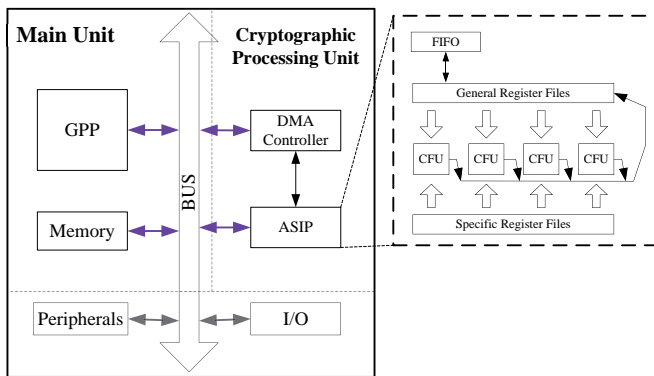 Main Unit
Cryptographic
Processing Unit
GPP
DMA
Controller
BUS
Memory
ASIP
Peripherals
I/O
FIFO
General Register Files
CFU
CFU
CFU
CFU
Specific Register Files